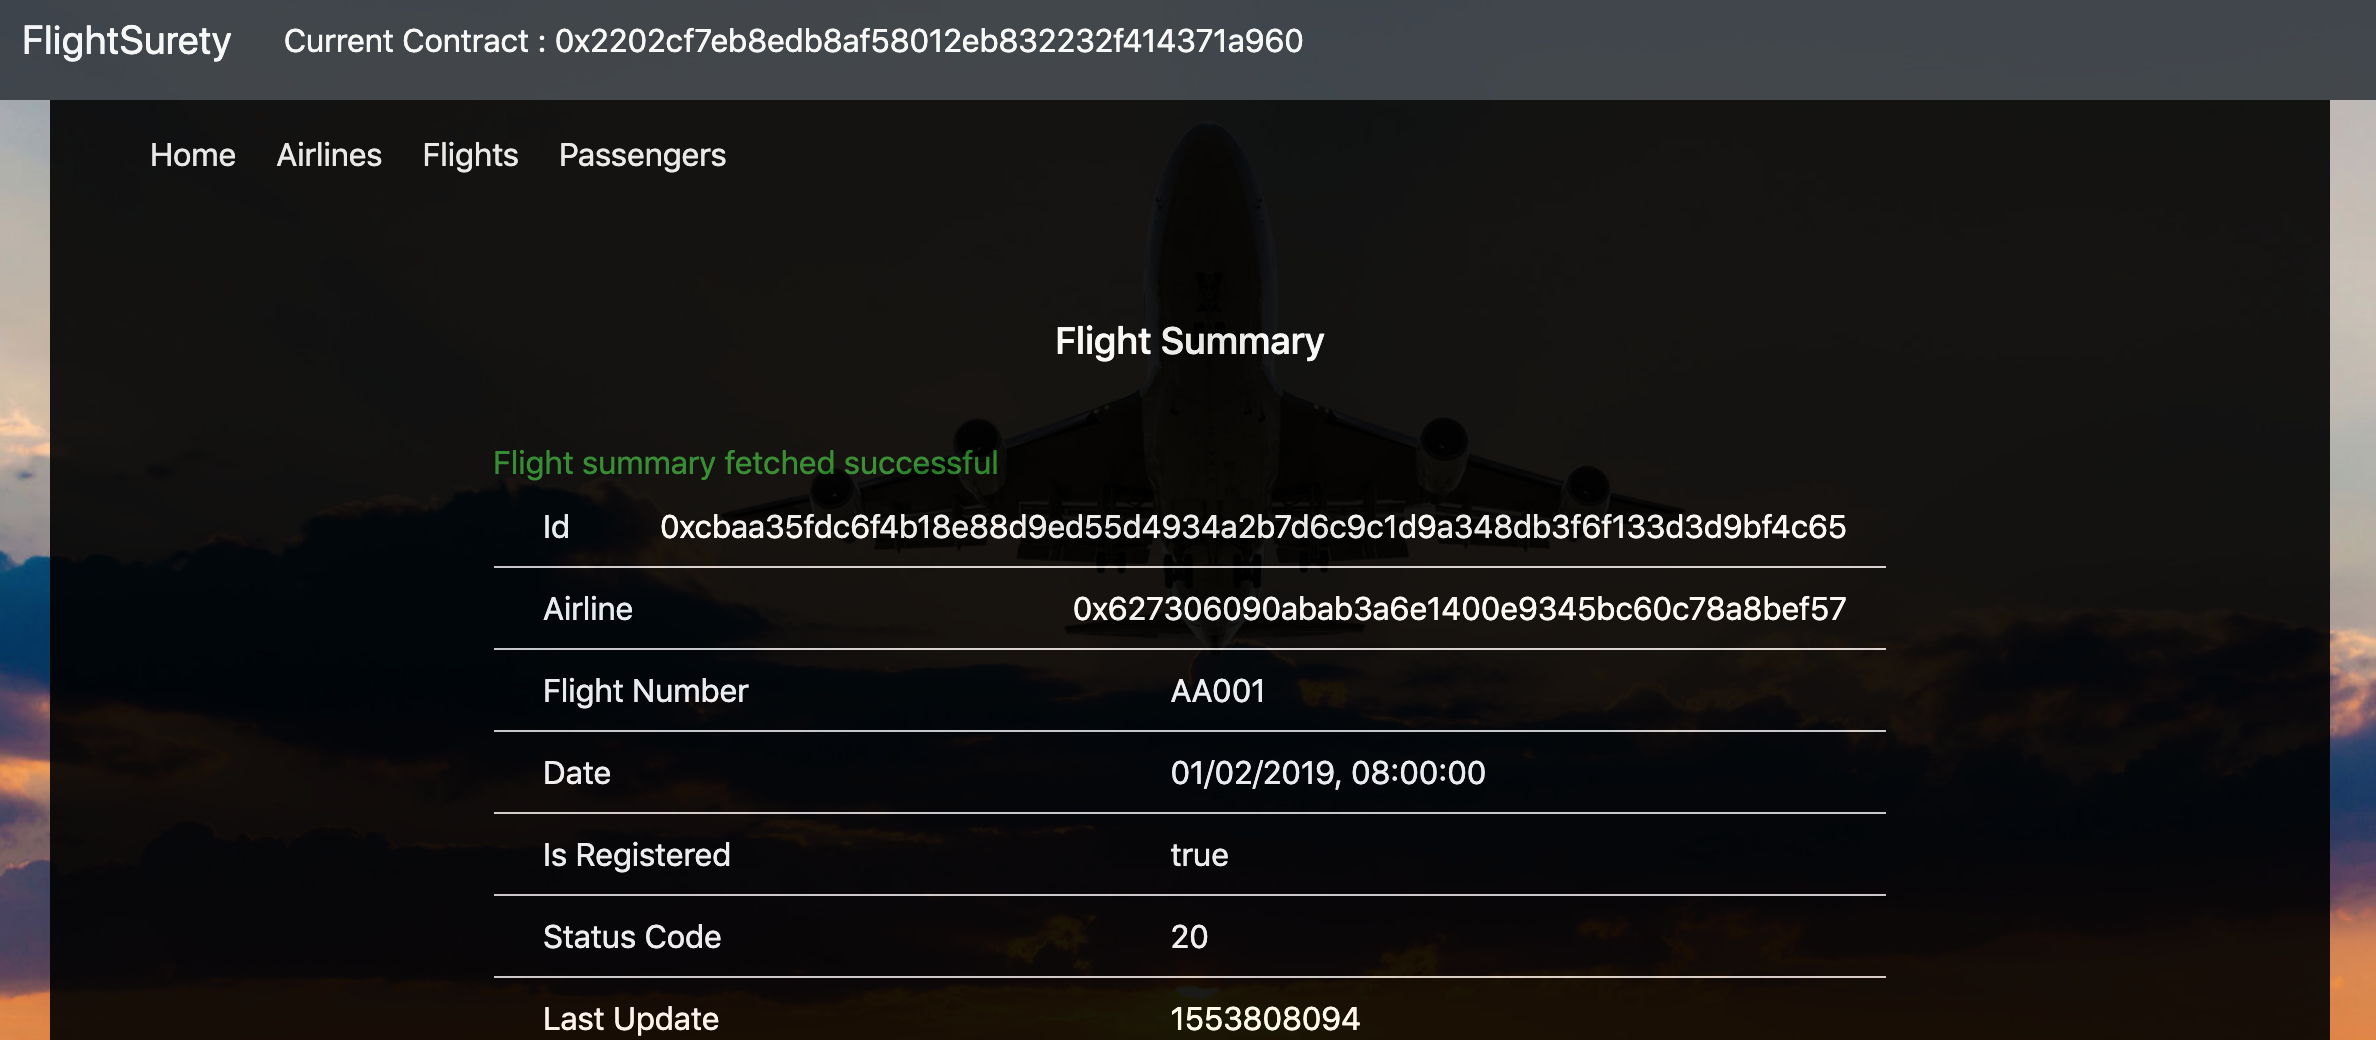 FlightSurety Current Contract : 0x2202cf7eb8edb8af58012eb832232f414371a960
Home Airlines Flights Passengers
Flight Summary
Flight summary fetched successful
Id 0xcbaa35fdc6f4b18e88d9ed55d4934a2b7d6c9c1d9a348db3f6f133d3d9bf4c65
Airline 0x627306090abab3a6e1400e9345bc60c78a8bef57
Flight Number AA001
Date 01/02/2019, 08:00:00
Is Registered true
Status Code 20
Last Update 1553808094